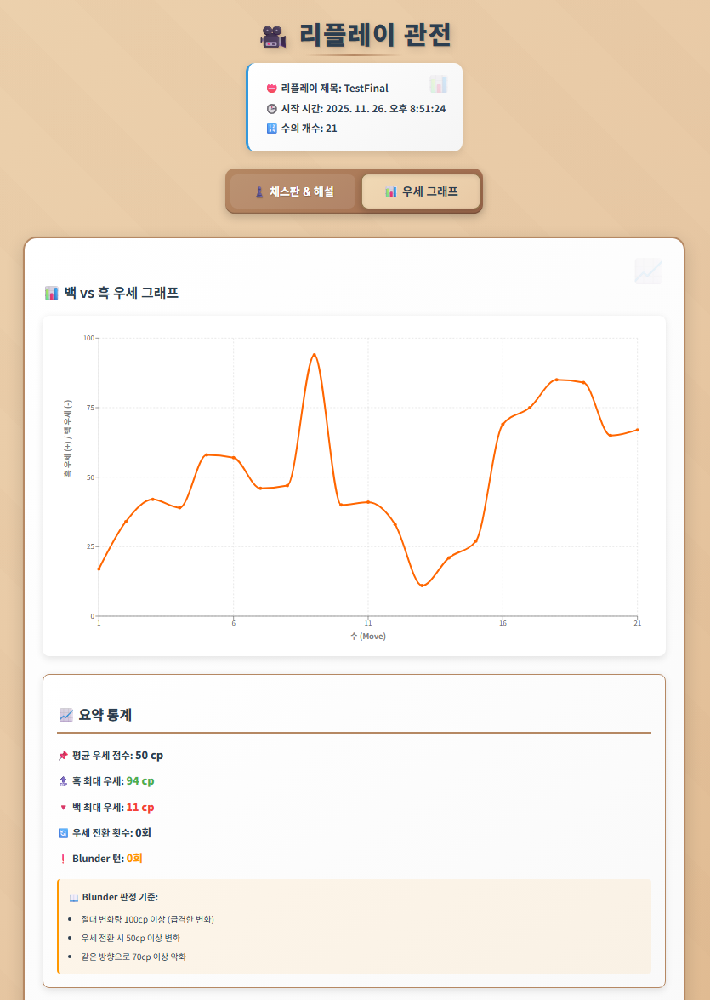 리플레이 관전
리플레이 제목: TestFinal
시작 시간: 2025. 11. 26. 오후 8:51:24
수의 개수: 21
체스판 & 해설
우세 그래프
백 vs 흑 우세 그래프
100
75
50
25
0
흑 우세 (+) / 백 우세 (-)
1 6 11 16 21
수 (Move)
요약 통계
평균 우세 점수: 50 cp
흑 최대 우세: 94 cp
백 최대 우세: 11 cp
우세 전환 횟수: 0회
Blunder 턴: 0회
Blunder 판정 기준:
절대 변화량 100cp 이상 (급격한 변화)
우세 전환 시 50cp 이상 변화
같은 방향으로 70cp 이상 악화